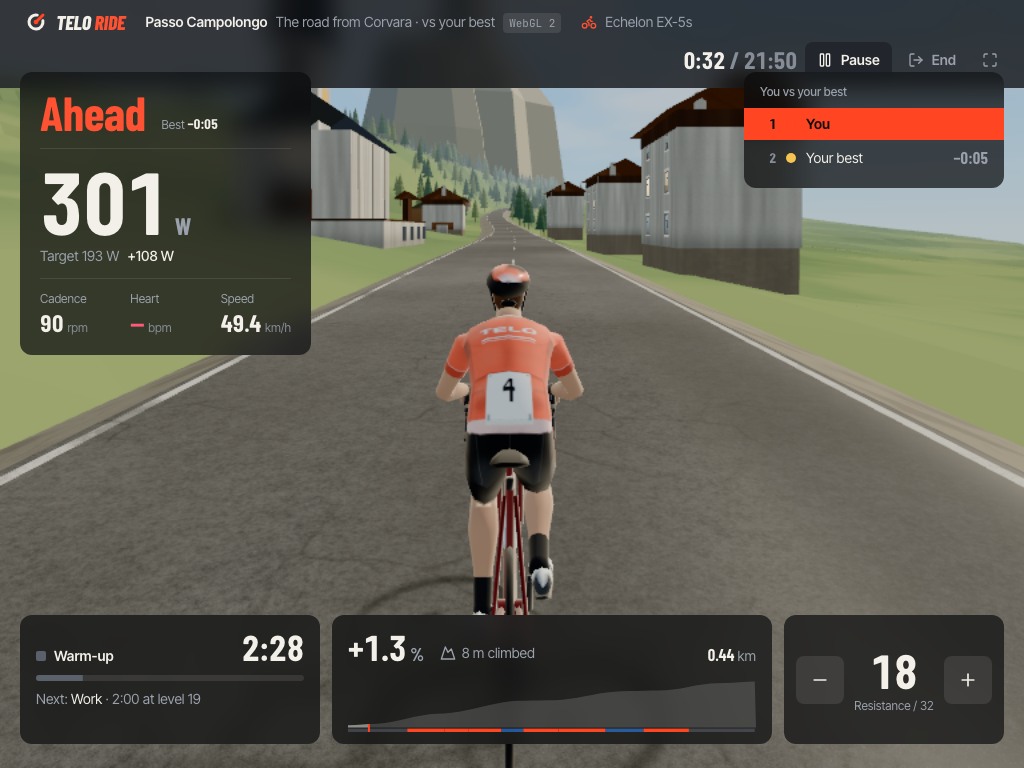 TELO RIDE Passo Campolongo The road from Corvara · vs your best WebGL 2 Echelon EX-5s
0:32 / 21:50 Pause End
Ahead Best −0:05
301 W
Target 193 W +108 W
Cadence Heart Speed
90 rpm – bpm 49.4 km/h
You vs your best
1 You
2 Your best −0:05
TELO
4
Warm-up 2:28
Next: Work · 2:00 at level 19
+1.3 % 8 m climbed 0.44 km
− 18 +
Resistance / 32